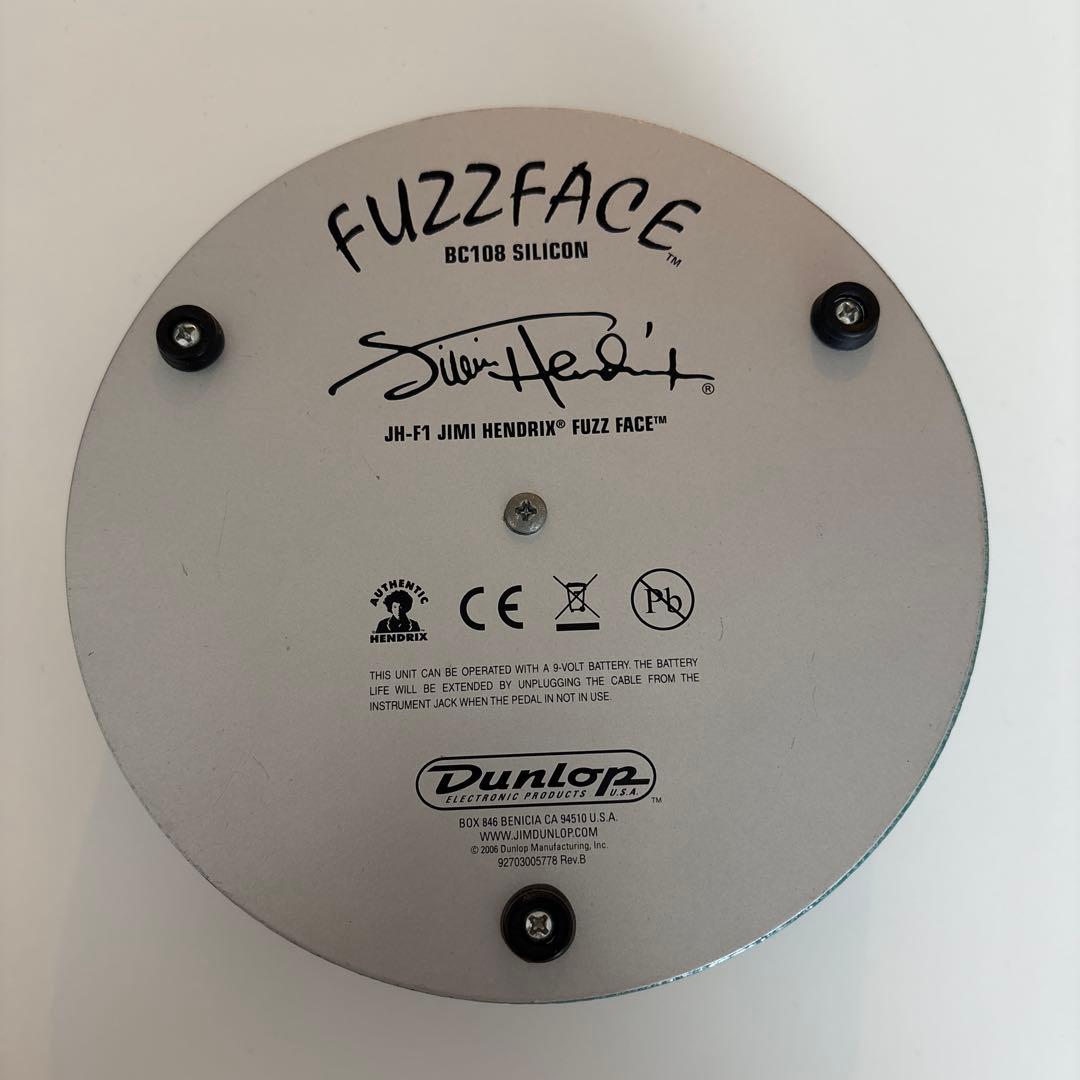 FUZZFACE™
BC108 SILICON
Jimi Hendrix®
JH-F1 JIMI HENDRIX® FUZZ FACE™
AUTHENTIC
HENDRIX
CE
Pb
THIS UNIT CAN BE OPERATED WITH A 9-VOLT BATTERY. THE BATTERY
LIFE WILL BE EXTENDED BY UNPLUGGING THE CABLE FROM THE
INSTRUMENT JACK WHEN THE PEDAL IN NOT IN USE.
Dunlop
ELECTRONIC PRODUCTS U.S.A.™
BOX 846 BENICIA CA 94510 U.S.A.
WWW.JIMDUNLOP.COM
© 2006 Dunlop Manufacturing, Inc.
92703005778 Rev.B